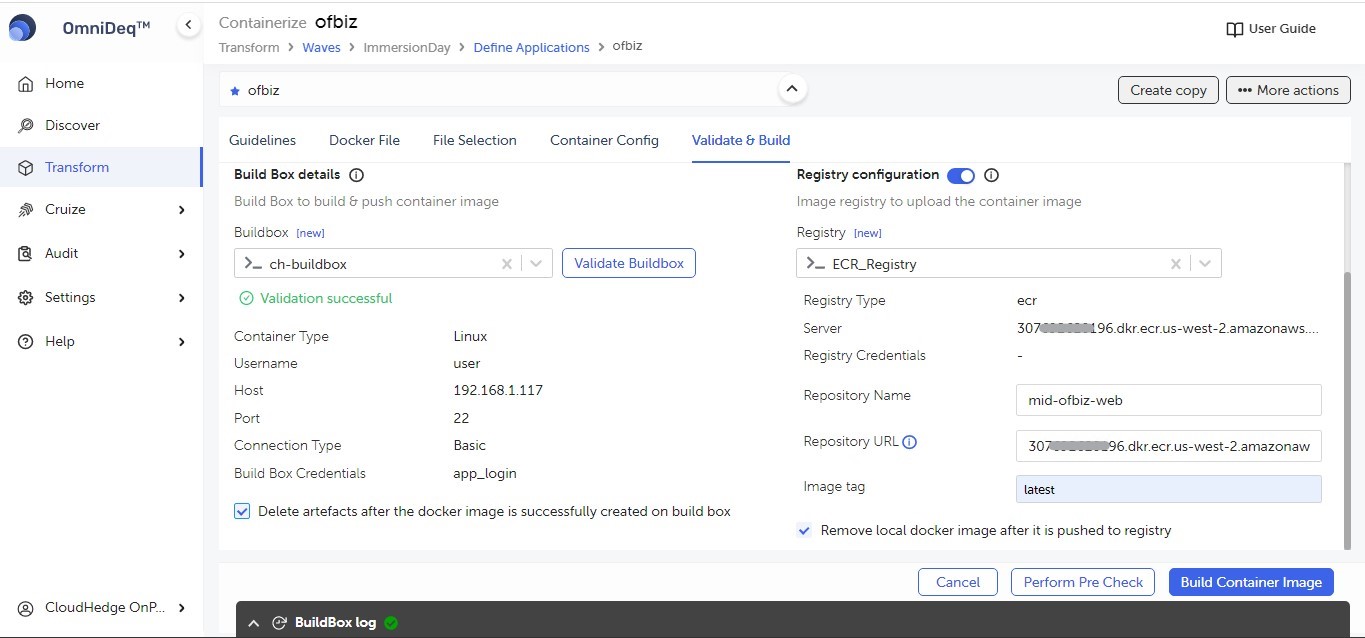 OmniDeq™
Containerize ofbiz
Transform > Waves > ImmersionDay > Define Applications > ofbiz
User Guide
Home
Discover
Transform
Cruize
Audit
Settings
Help
CloudHedge OnP...
ofbiz
Create copy
••• More actions
Guidelines Docker File File Selection Container Config Validate & Build
Build Box details
Build Box to build & push container image
Buildbox [new]
ch-buildbox
Validate Buildbox
Validation successful
Container Type Linux
Username user
Host 192.168.1.117
Port 22
Connection Type Basic
Build Box Credentials app_login
Delete artefacts after the docker image is successfully created on build box
Registry configuration
Image registry to upload the container image
Registry [new]
ECR_Registry
Registry Type ecr
Server 307 196.dkr.ecr.us-west-2.amazonaws....
Registry Credentials -
Repository Name mid-ofbiz-web
Repository URL 307 96.dkr.ecr.us-west-2.amazonaw
Image tag latest
Remove local docker image after it is pushed to registry
Cancel
Perform Pre Check
Build Container Image
BuildBox log